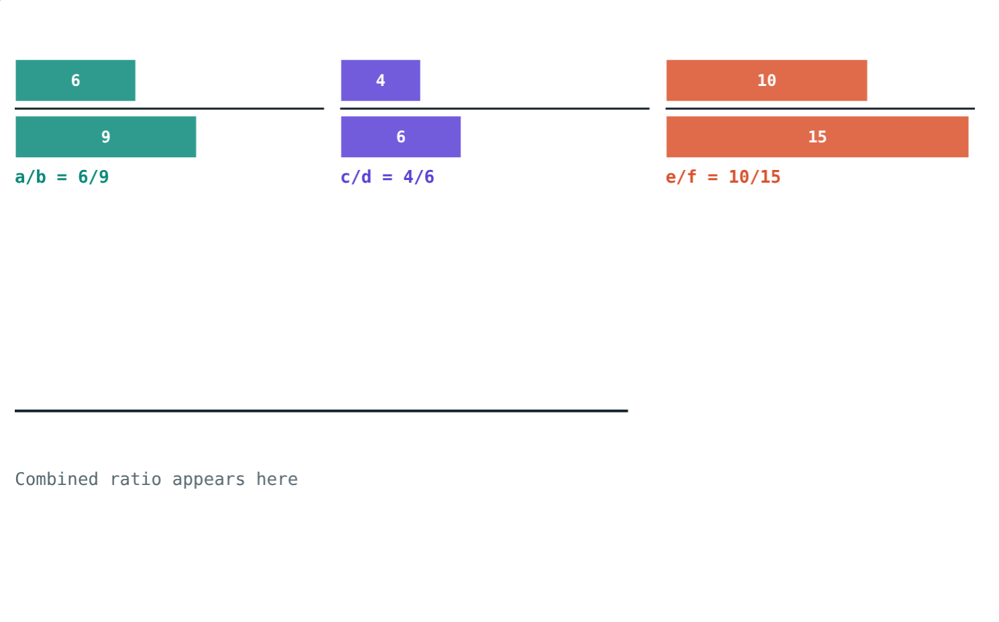 6 4 10
9 6 15
a/b = 6/9 c/d = 4/6 e/f = 10/15
Combined ratio appears here